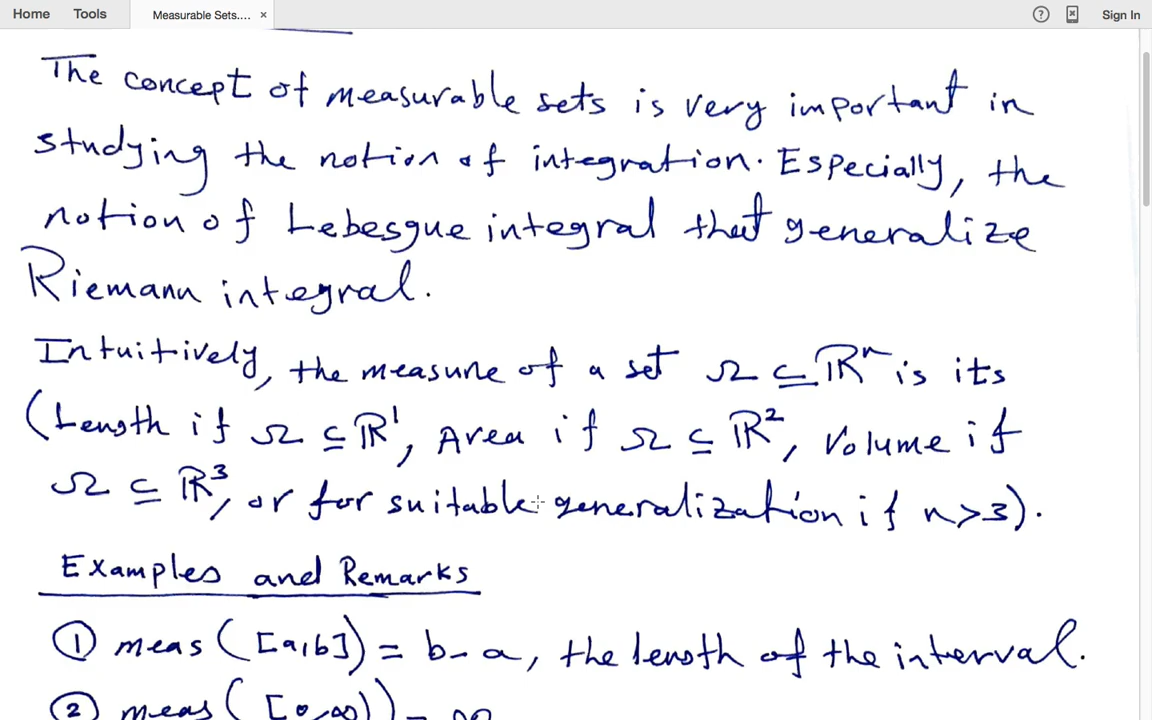 Home Tools Measurable Sets.... × ? Sign In
The concept of measurable sets is very important in
studying the notion of integration. Especially, the
notion of Lebesgue integral that generalize
Riemann integral.
Intuitively, the measure of a set Ω ⊆ ℝⁿ is its
(Length if Ω ⊆ ℝ¹, Area if Ω ⊆ ℝ², Volume if
Ω ⊆ ℝ³, or for suitable generalization if n>3).
Examples and Remarks
① meas ([a,b]) = b-a, the length of the interval.
② meas ([0,∞)) = ∞